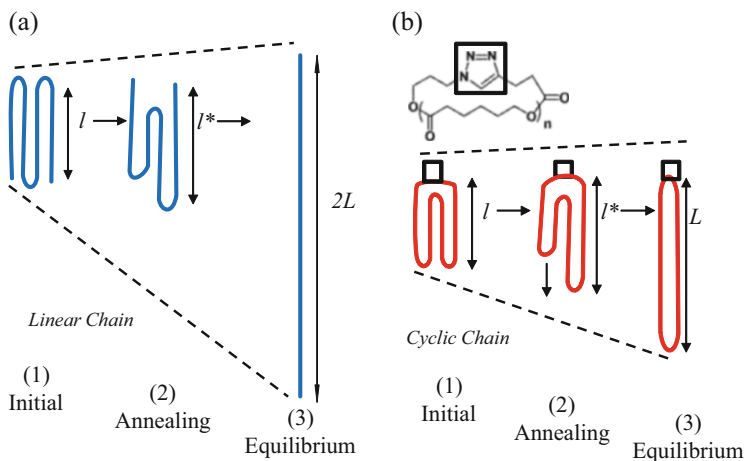 (a)
l
l*
2L
Linear Chain
(1)
Initial
(2)
Annealing
(3)
Equilibrium
(b)
N=N
N
O
O
O
O
n
l
l*
L
Cyclic Chain
(1)
Initial
(2)
Annealing
(3)
Equilibrium